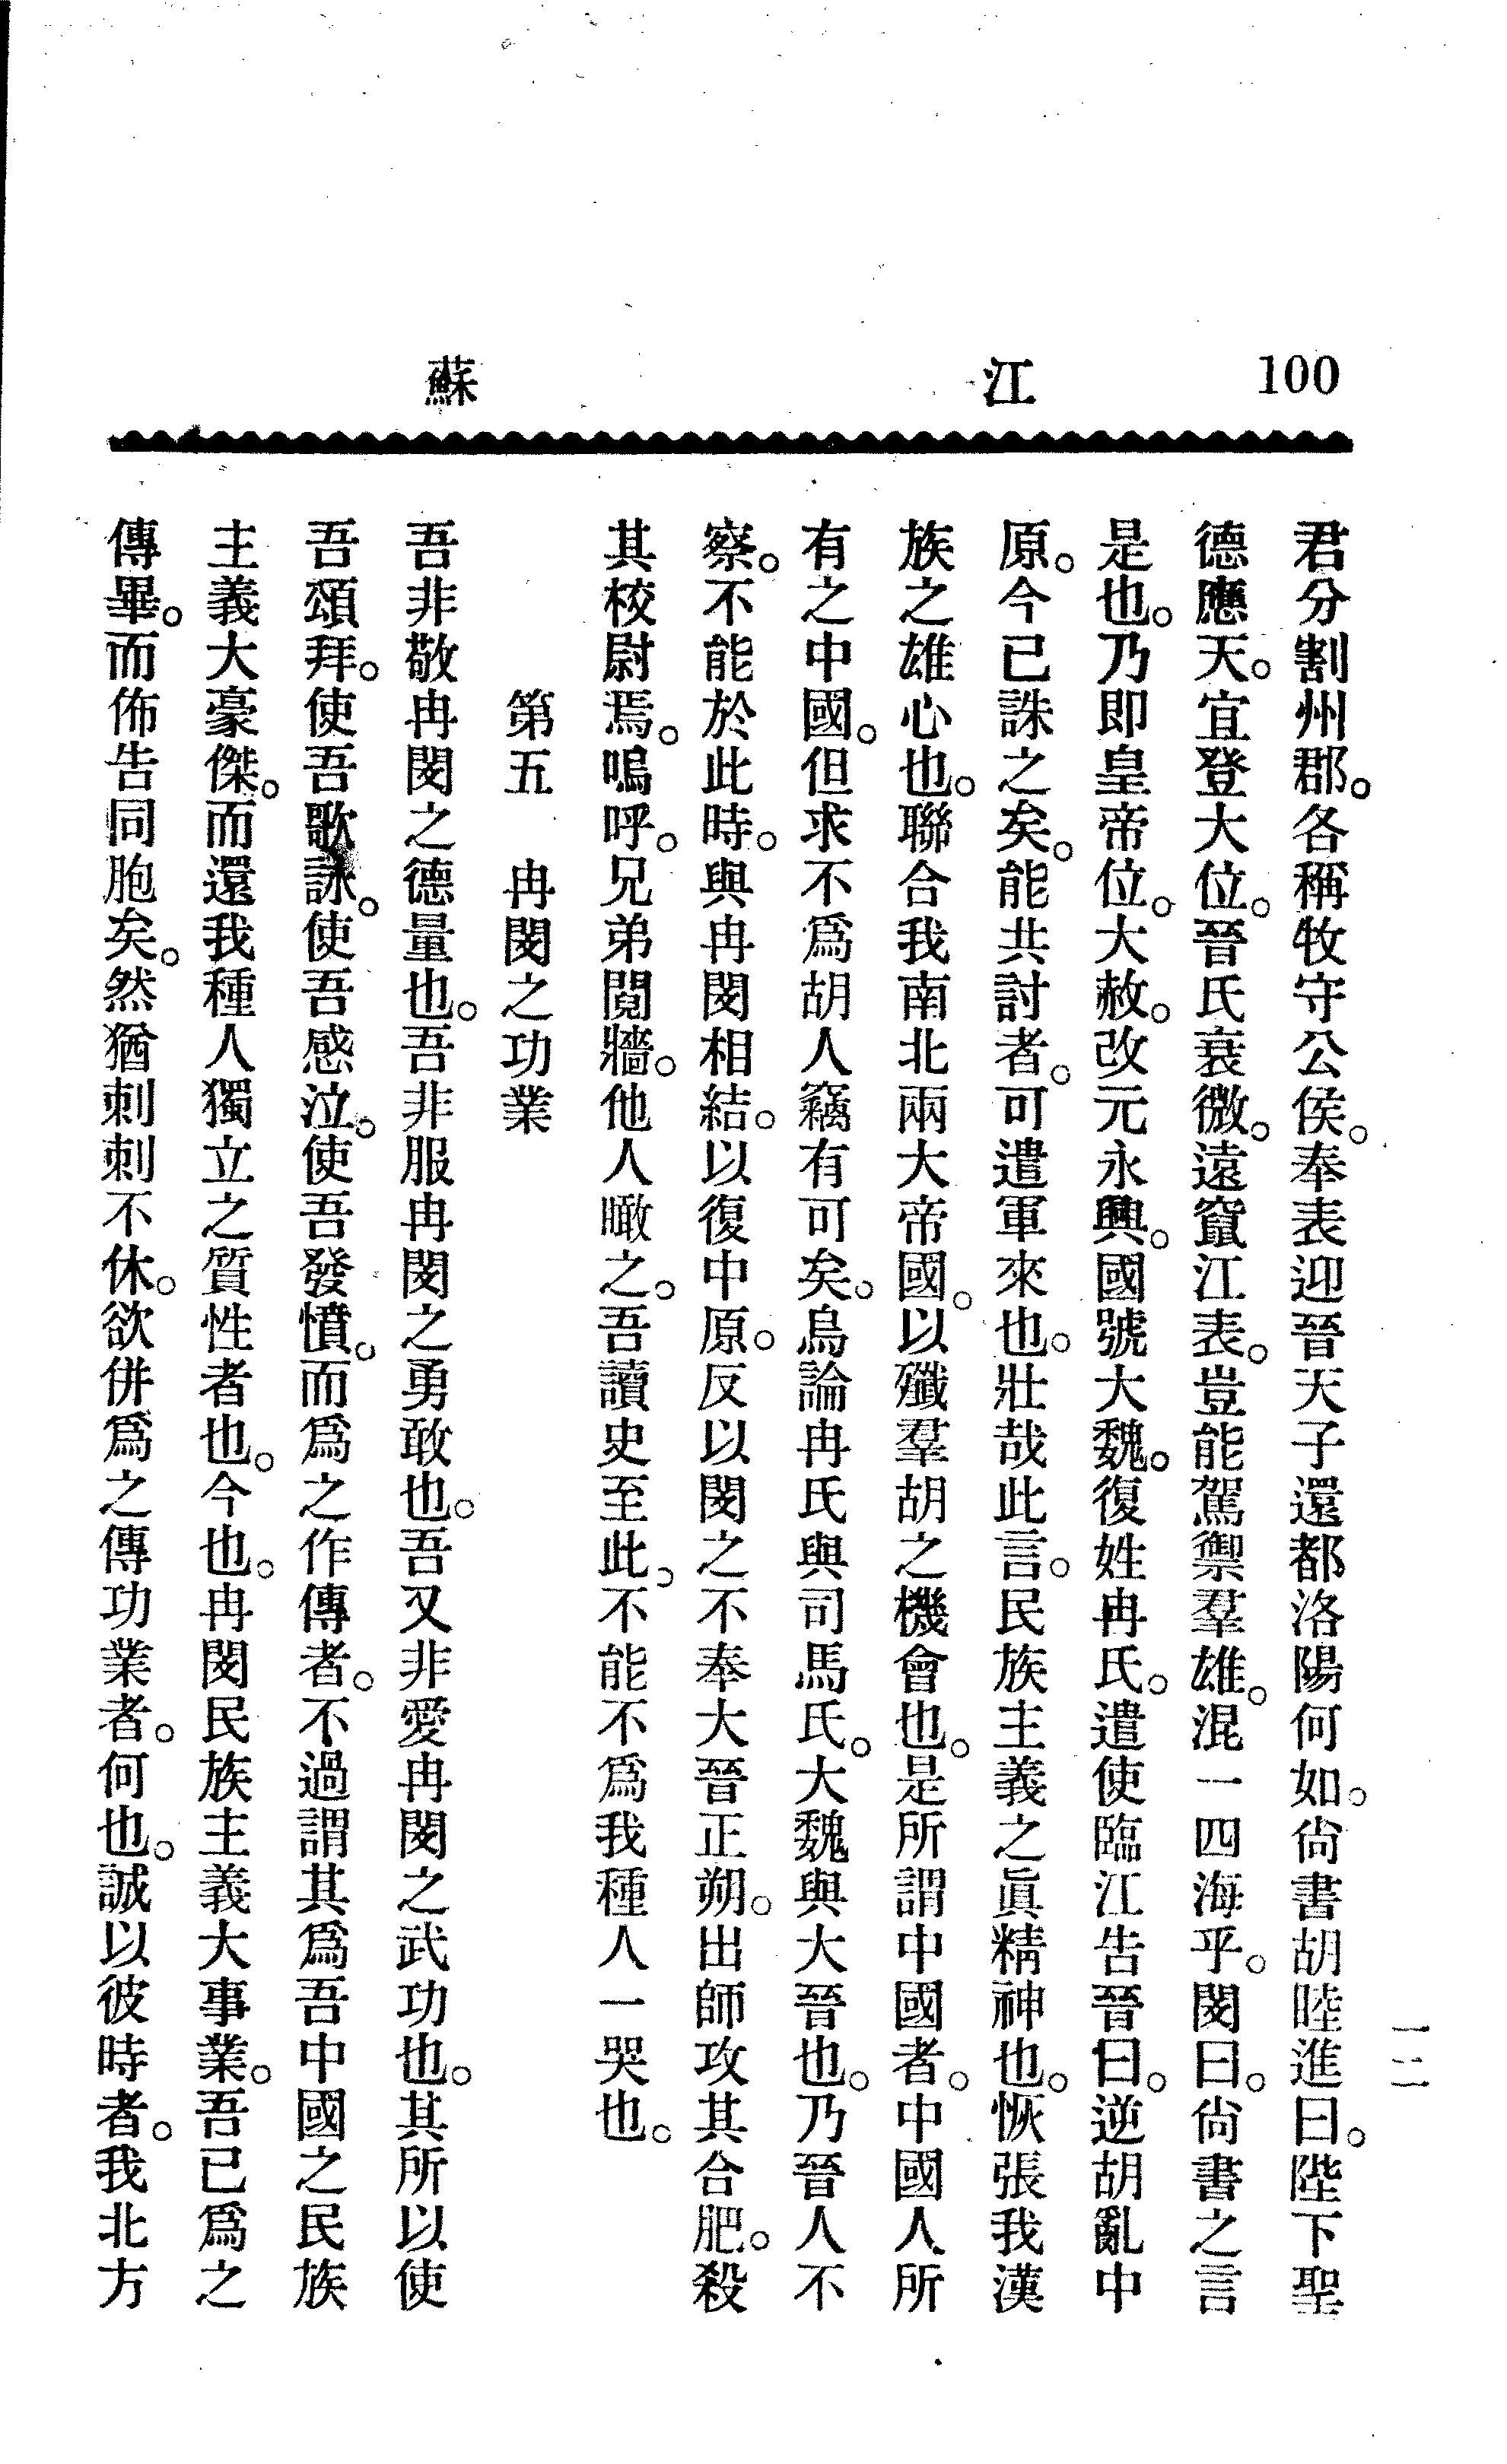 100
江蘇
君分割州郡。各稱牧守公侯。奉表迎晉天子還都洛陽何如。尙書胡睦進曰。陛下聖
德應天。宜登大位。晉氏衰微。遠竄江表。豈能駕禦羣雄。混一四海乎。閔曰。尙書之言
是也。乃卽皇帝位。大赦。改元永興。國號大魏。復姓冉氏。遣使臨江告晉曰。逆胡亂中
原。今已誅之矣。能共討者。可遣軍來也。壯哉此言。民族主義之眞精神也。恢張我漢
族之雄心也。聯合我南北兩大帝國。以殲羣胡之機會也。是所謂中國者。中國人所
有之中國。但求不爲胡人竊有可矣。烏論冉氏與司馬氏。大魏與大晉也。乃晉人不
察。不能於此時。與冉閔相結。以復中原。反以閔之不奉大晉正朔。出師攻其合肥。殺
其校尉焉。嗚呼。兄弟鬩牆。他人瞰之。吾讀史至此。不能不爲我種人一哭也。
第五　冉閔之功業
吾非敬冉閔之德量也。吾非服冉閔之勇敢也。吾又非愛冉閔之武功也。其所以使
吾頌拜。使吾歌詠。使吾感泣。使吾發憤。而爲之作傳者。不過謂其爲吾中國之民族
主義大豪傑。而還我種人獨立之質性者也。今也。冉閔民族主義大事業。吾已爲之
傳畢。而佈告同胞矣。然猶刺刺不休。欲併爲之傳功業者。何也。誠以彼時者。我北方
一二